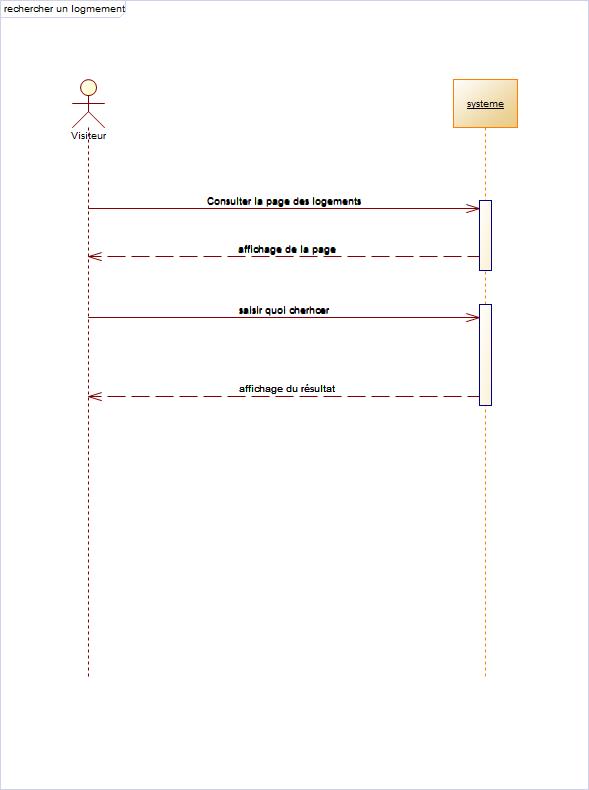 rechercher un logmement
systeme
Visiteur
Consulter la page des logements
affichage de la page
saisir quoi cherhcer
affichage du résultat